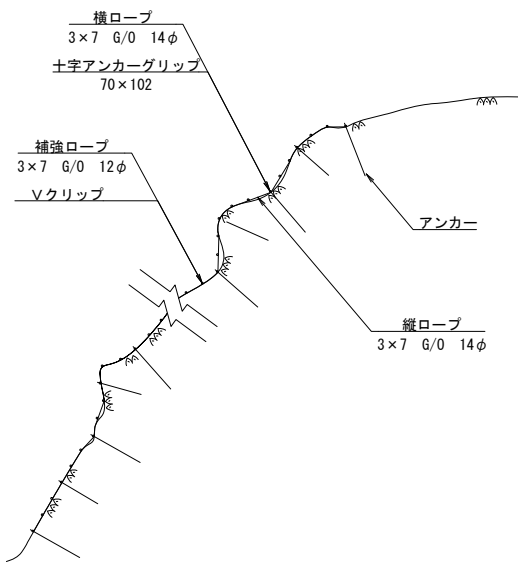 横ロープ
3×7 G/0 14φ
十字アンカーグリップ
70×102
補強ロープ
3×7 G/0 12φ
Vクリップ
アンカー
縦ロープ
3×7 G/0 14φ